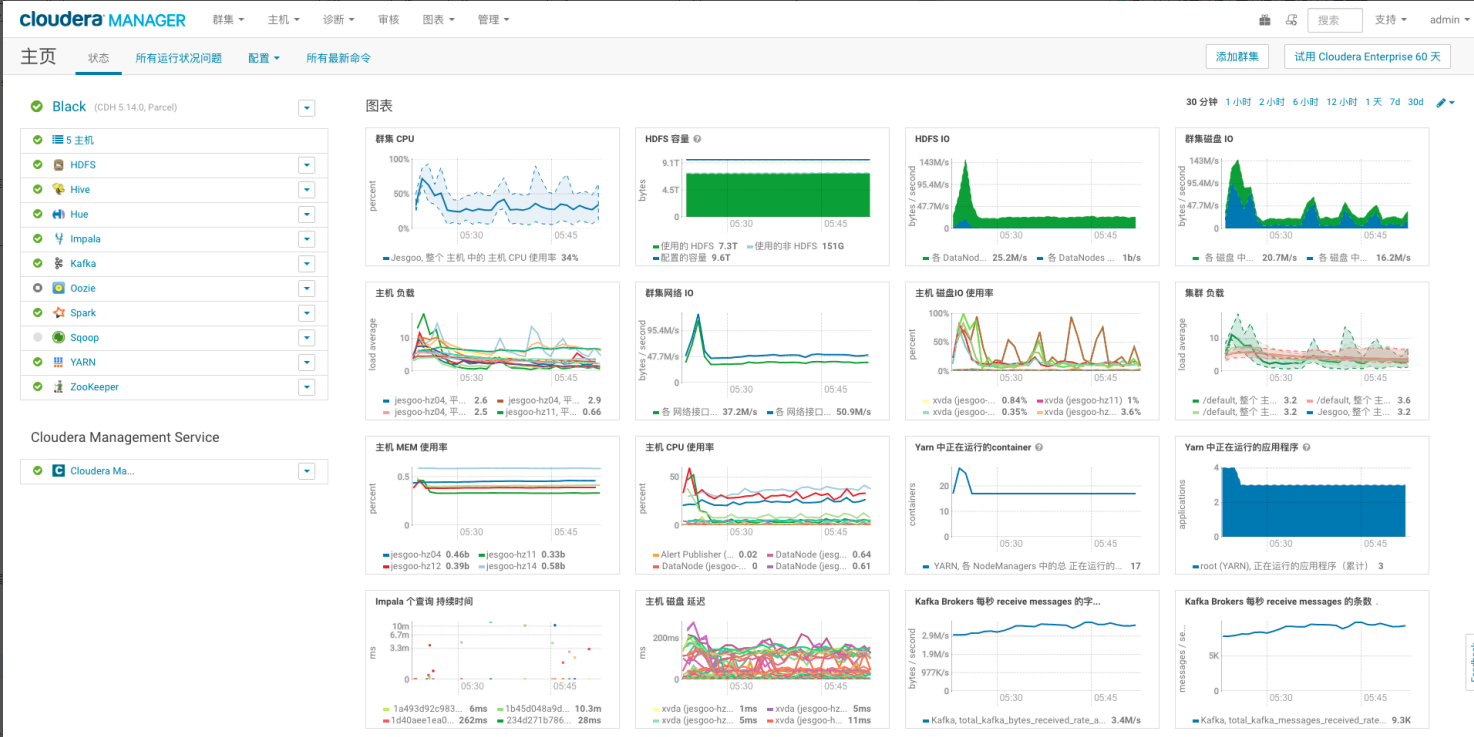 cloudera MANAGER 群集 主机 诊断 审核 图表 管理 搜索 支持 admin
主页 状态 所有运行状况问题 配置 所有最新命令 添加群集 试用 Cloudera Enterprise 60 天
Black (CDH 5.14.0, Parcel)
5 主机
HDFS
Hive
Hue
Impala
Kafka
Oozie
Spark
Sqoop
YARN
ZooKeeper
Cloudera Management Service
Cloudera Ma...
图表
30 分钟 1 小时 2 小时 6 小时 12 小时 1 天 7d 30d
群集 CPU
percent
100%
50%
0%
05:30 05:45
Jesgoo, 整个 主机 中的 主机 CPU 使用率 34%
HDFS 容量
bytes
9.1T
4.5T
0
05:30 05:45
使用的 HDFS 7.3T 使用的非 HDFS 151G
配置的容量 9.6T
HDFS IO
bytes / second
143M/s
95.4M/s
47.7M/s
0
05:30 05:45
各 DataNod... 25.2M/s 各 DataNodes ... 1b/s
群集磁盘 IO
bytes / second
143M/s
95.4M/s
47.7M/s
0
05:30 05:45
各 磁盘 中... 20.7M/s 各 磁盘 中... 16.2M/s
主机 负载
load average
10
0
05:30 05:45
jesgoo-hz04, 平... 2.6 jesgoo-hz04, 平... 2.9
jesgoo-hz04, 平... 2.5 jesgoo-hz11, 平... 0.66
群集网络 IO
bytes / second
95.4M/s
47.7M/s
0
05:30 05:45
各 网络接口... 37.2M/s 各 网络接口... 50.9M/s
主机 磁盘IO 使用率
percent
100%
50%
0%
05:30 05:45
xvda (jesgoo-... 0.84% xvda (jesgoo-hz11) 1%
xvda (jesgoo-... 0.35% xvda (jesgoo-hz... 3.6%
集群 负载
load average
10
0
05:30 05:45
/default, 整个 主... 3.2 /default, 整个 主... 3.6
/default, 整个 主... 3.2 Jesgoo, 整个 主... 3.2
主机 MEM 使用率
percent
0.5
0
05:30 05:45
jesgoo-hz04 0.46b jesgoo-hz11 0.33b
jesgoo-hz12 0.39b jesgoo-hz14 0.58b
主机 CPU 使用率
percent
50
0
05:30 05:45
Alert Publisher (... 0.02 DataNode (jesg... 0.64
DataNode (jesgoo-... 0 DataNode (jesg... 0.61
Yarn 中正在运行的container
containers
20
10
0
05:30 05:45
YARN, 各 NodeManagers 中的总 正在运行的... 17
Yarn 中正在运行的应用程序
applications
4
2
0
05:30 05:45
root (YARN), 正在运行的应用程序（累计） 3
Impala 个查询 持续时间
ms
10m
6.7m
3.3m
0
05:30 05:45
1a493d92c983... 6ms 1b45d048a9d... 10.3m
1d40aee1ea0... 262ms 234d271b786... 28ms
主机 磁盘 延迟
ms
200ms
0
05:30 05:45
xvda (jesgoo-hz... 1ms xvda (jesgoo-hz... 5ms
xvda (jesgoo-hz... 5ms xvda (jesgoo-h... 11ms
Kafka Brokers 每秒 receive messages 的字...
bytes / second
2.9M/s
1.9M/s
977K/s
0
05:30 05:45
Kafka, total_kafka_bytes_received_rate_a... 3.4M/s
Kafka Brokers 每秒 receive messages 的条数 .
messages / se...
5K
0
05:30 05:45
Kafka, total_kafka_messages_received_rate... 9.3K